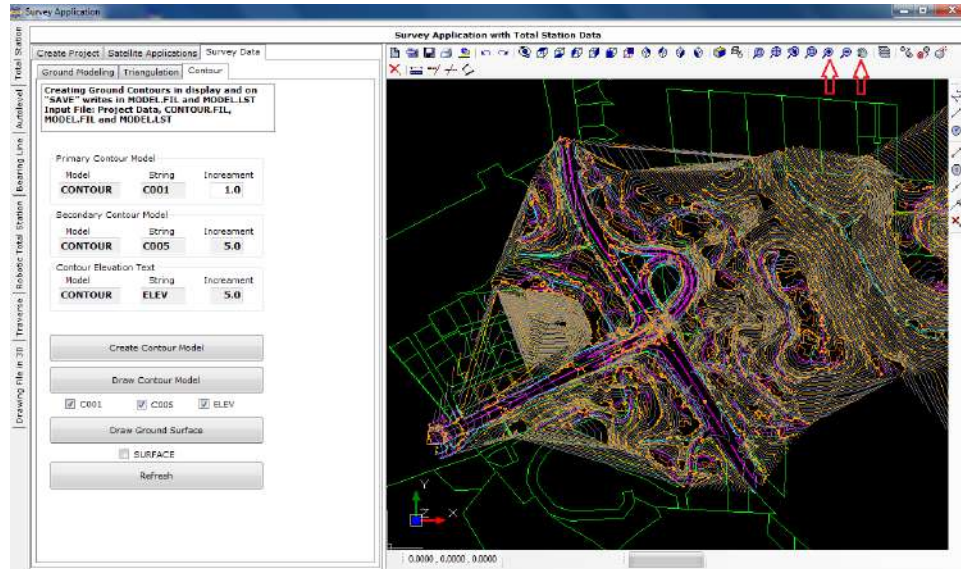 Survey Application
Survey Application with Total Station Data
Total Station
Autolevel
Bearing Line
Robotic Total Station
Traverse
Drawing File in 3D
Create Project
Satellite Applications
Survey Data
Ground Modeling
Triangulation
Contour
Creating Ground Contours in display and on
"SAVE" writes in MODEL.FIL and MODEL.LST
Input File: Project Data, CONTOUR.FIL,
MODEL.FIL and MODEL.LST
Primary Contour Model
Model String Increament
CONTOUR C001 1.0
Secondary Contour Model
Model String Increament
CONTOUR C005 5.0
Contour Elevation Text
Model String Increament
CONTOUR ELEV 5.0
Create Contour Model
Draw Contour Model
C001 C005 ELEV
Draw Ground Surface
SURFACE
Refresh
Y
Z X
0.0000 , 0.0000 , 0.0000